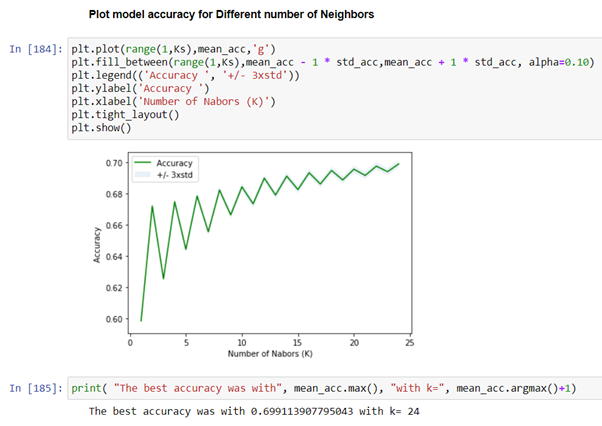 Plot model accuracy for Different number of Neighbors
In [184]: plt.plot(range(1,Ks),mean_acc,'g')
plt.fill_between(range(1,Ks),mean_acc - 1 * std_acc,mean_acc + 1 * std_acc, alpha=0.10)
plt.legend(('Accuracy ', '+/- 3xstd'))
plt.ylabel('Accuracy ')
plt.xlabel('Number of Nabors (K)')
plt.tight_layout()
plt.show()
Accuracy
+/- 3xstd
0.70
0.68
0.66
0.64
0.62
0.60
Accuracy
0 5 10 15 20 25
Number of Nabors (K)
In [185]: print( "The best accuracy was with", mean_acc.max(), "with k=", mean_acc.argmax()+1)
The best accuracy was with 0.699113907795043 with k= 24